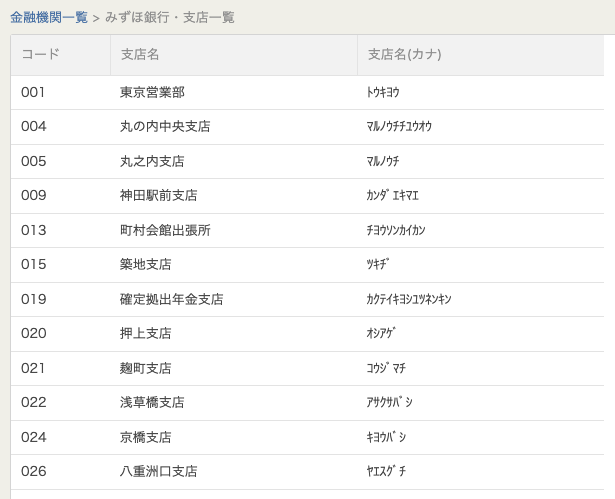 金融機関一覧 > みずほ銀行・支店一覧
コード 支店名 支店名(カナ)
001 東京営業部 ﾄｳｷﾖｳ
004 丸の内中央支店 ﾏﾙﾉｳﾁﾁﾕｳｵｳ
005 丸之内支店 ﾏﾙﾉｳﾁ
009 神田駅前支店 ｶﾝﾀﾞｴｷﾏｴ
013 町村会館出張所 ﾁﾖｳｿﾝｶｲｶﾝ
015 築地支店 ﾂｷﾁﾞ
019 確定拠出年金支店 ｶｸﾃｲｷﾖｼﾕﾂﾈﾝｷﾝ
020 押上支店 ｵｼｱｹﾞ
021 麹町支店 ｺｳｼﾞﾏﾁ
022 浅草橋支店 ｱｻｸｻﾊﾞｼ
024 京橋支店 ｷﾖｳﾊﾞｼ
026 八重洲口支店 ﾔｴｽｸﾞﾁ